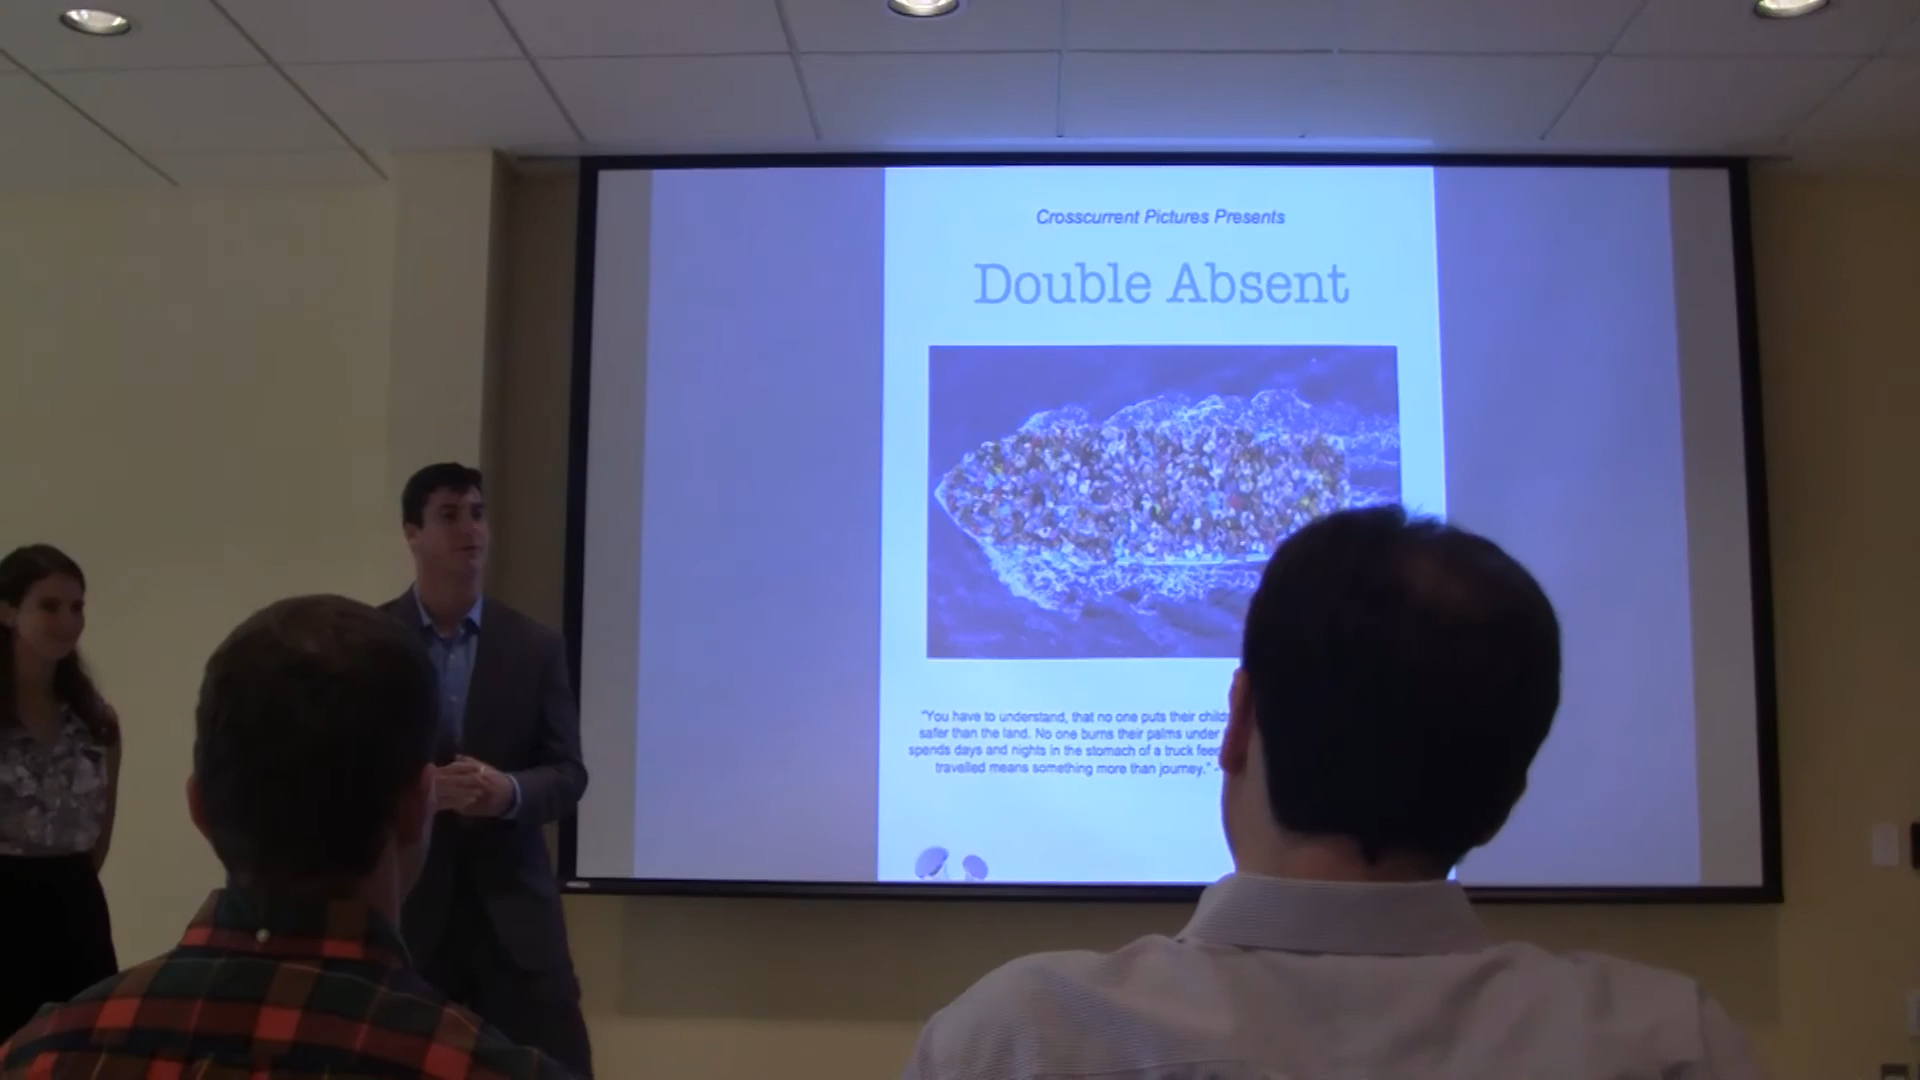 Crosscurrent Pictures Presents
Double Absent
"You have to understand, that no one puts their
safer than the land. No one burns their palms under
spends days and nights in the stomach of a truck
travelled means something more than journey." -